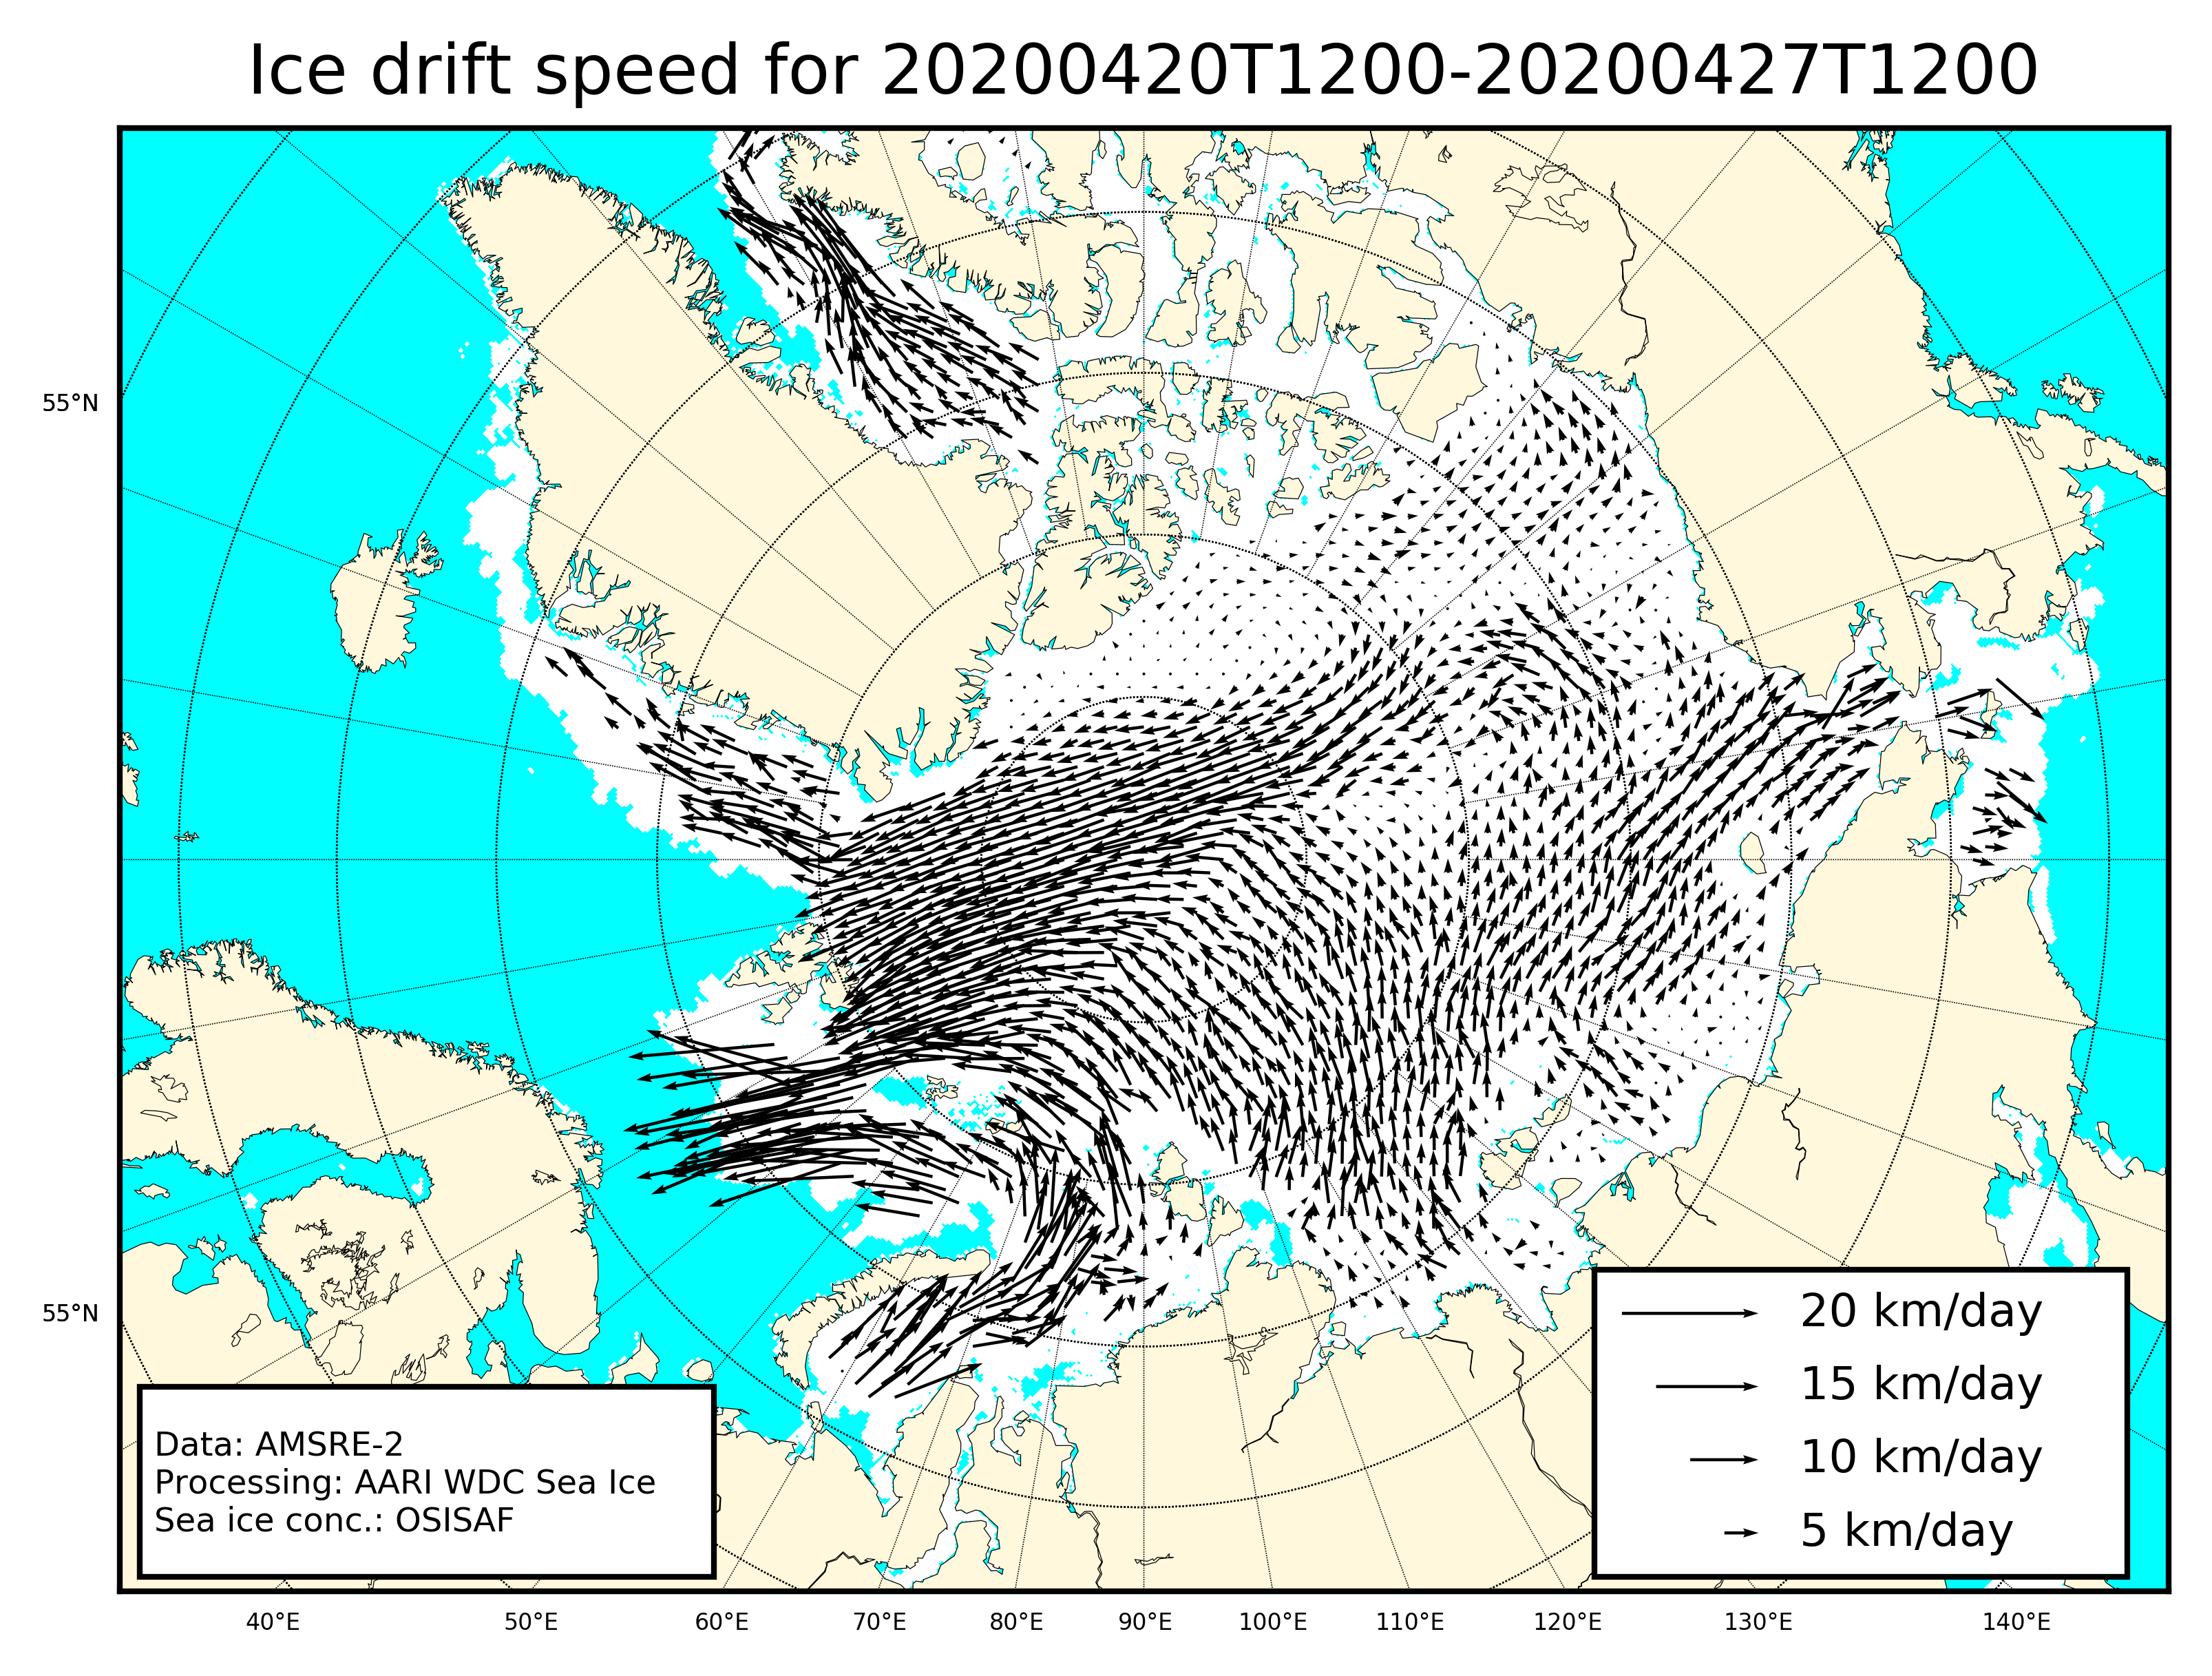 Ice drift speed for 20200420T1200-20200427T1200
55°N
55°N
20 km/day
15 km/day
10 km/day
5 km/day
Data: AMSRE-2
Processing: AARI WDC Sea Ice
Sea ice conc.: OSISAF
40°E 50°E 60°E 70°E 80°E 90°E 100°E 110°E 120°E 130°E 140°E